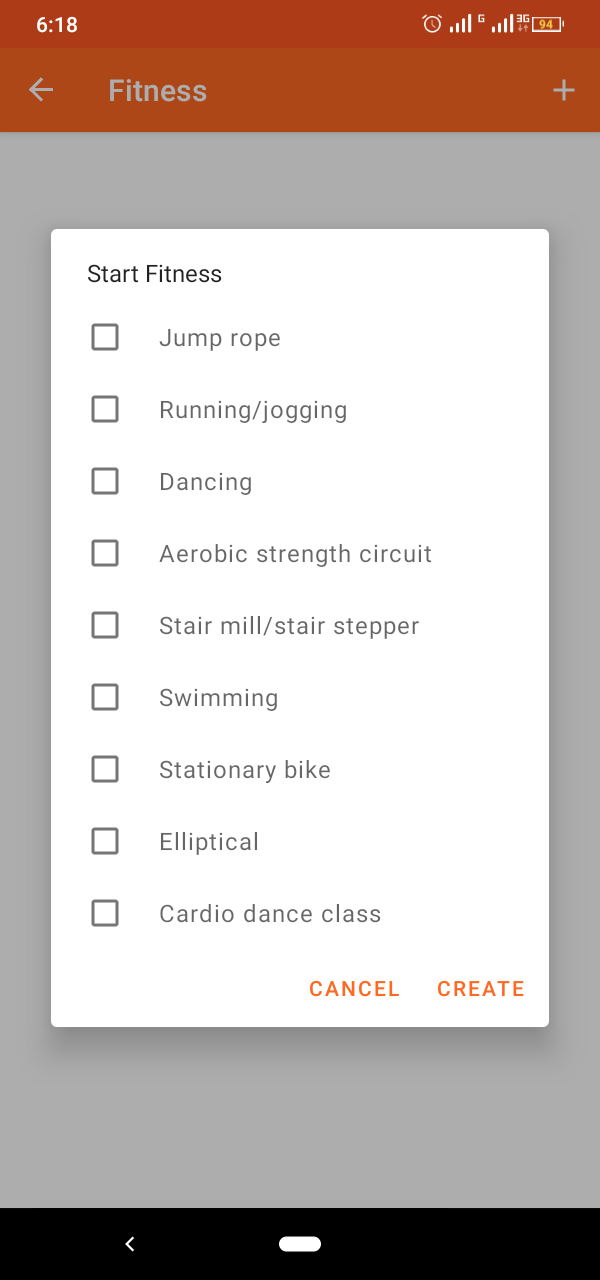 6:18
G
3G
94
Fitness
Start Fitness
Jump rope
Running/jogging
Dancing
Aerobic strength circuit
Stair mill/stair stepper
Swimming
Stationary bike
Elliptical
Cardio dance class
CANCEL
CREATE